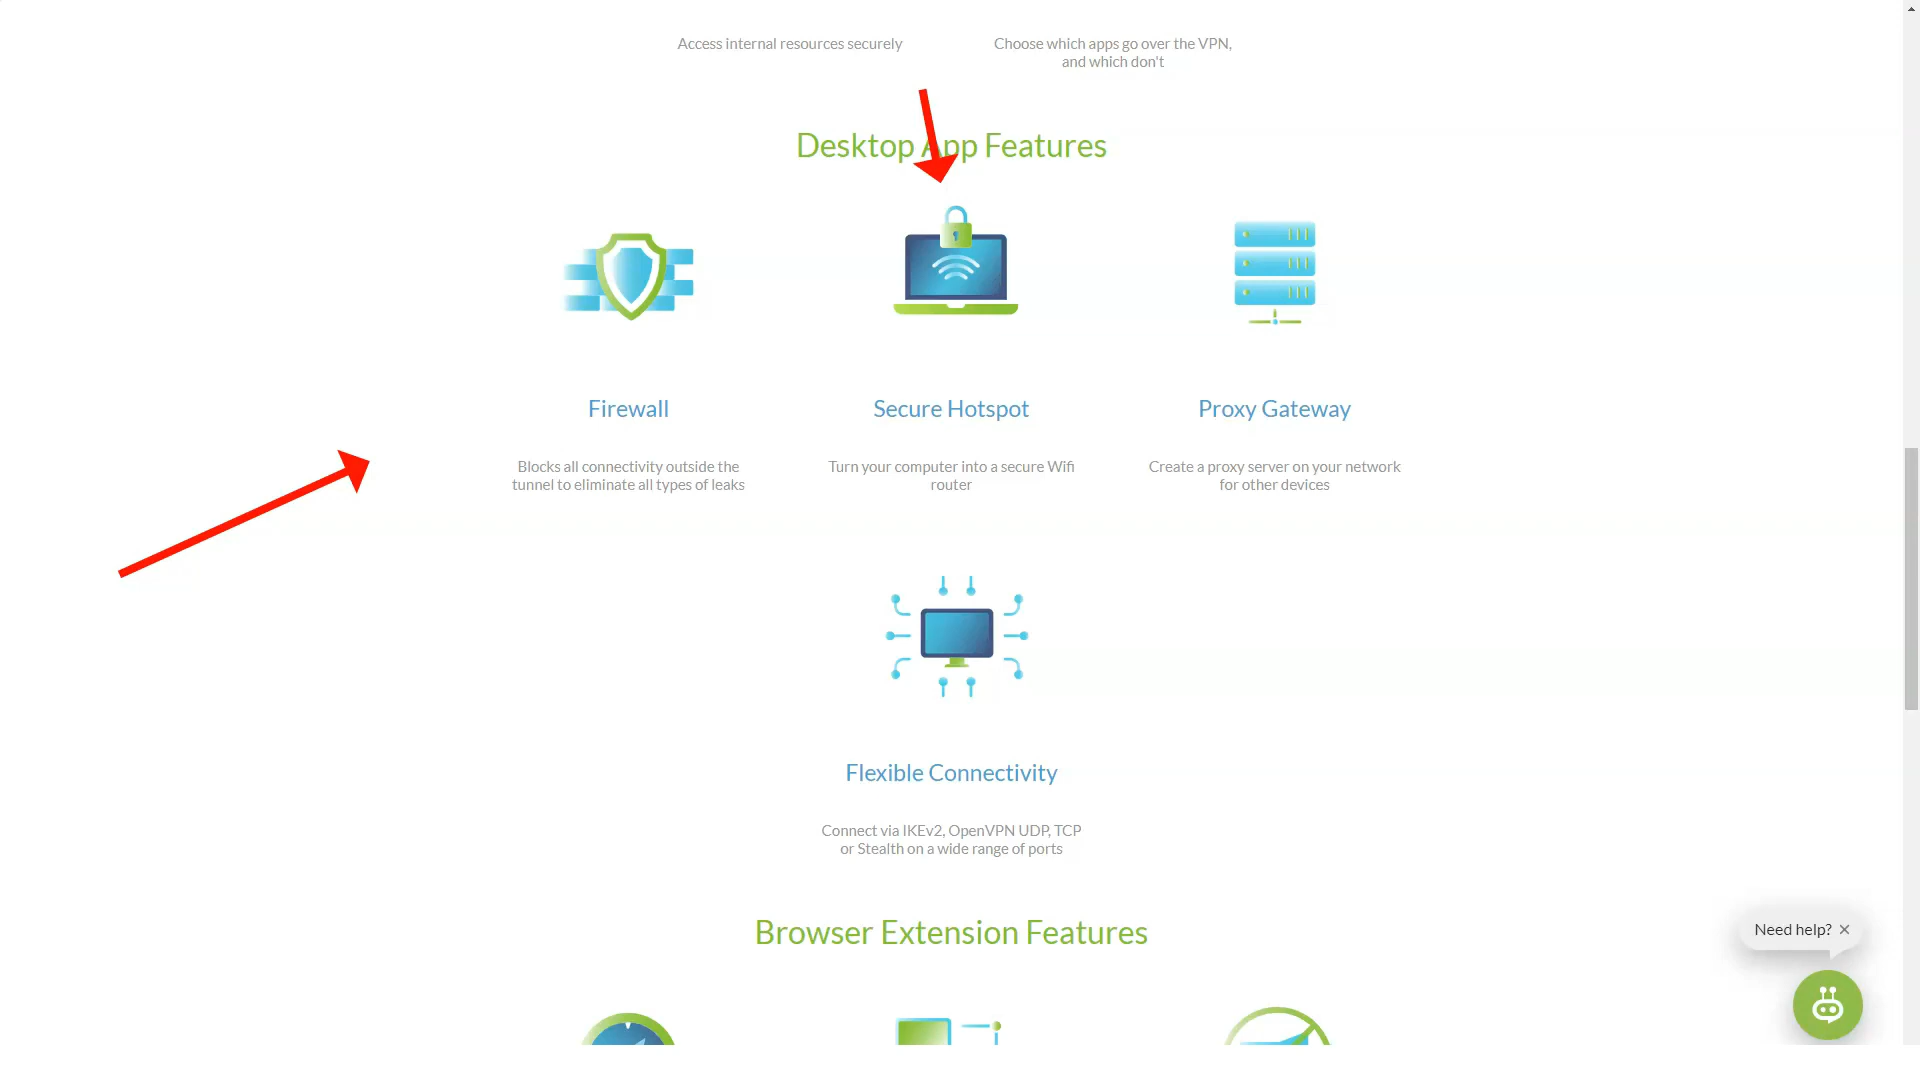 Access internal resources securely
Choose which apps go over the VPN,
and which don't
Desktop App Features
Firewall
Blocks all connectivity outside the
tunnel to eliminate all types of leaks
Secure Hotspot
Turn your computer into a secure Wifi
router
Proxy Gateway
Create a proxy server on your network
for other devices
Flexible Connectivity
Connect via IKEv2, OpenVPN UDP, TCP
or Stealth on a wide range of ports
Browser Extension Features
Need help? ×